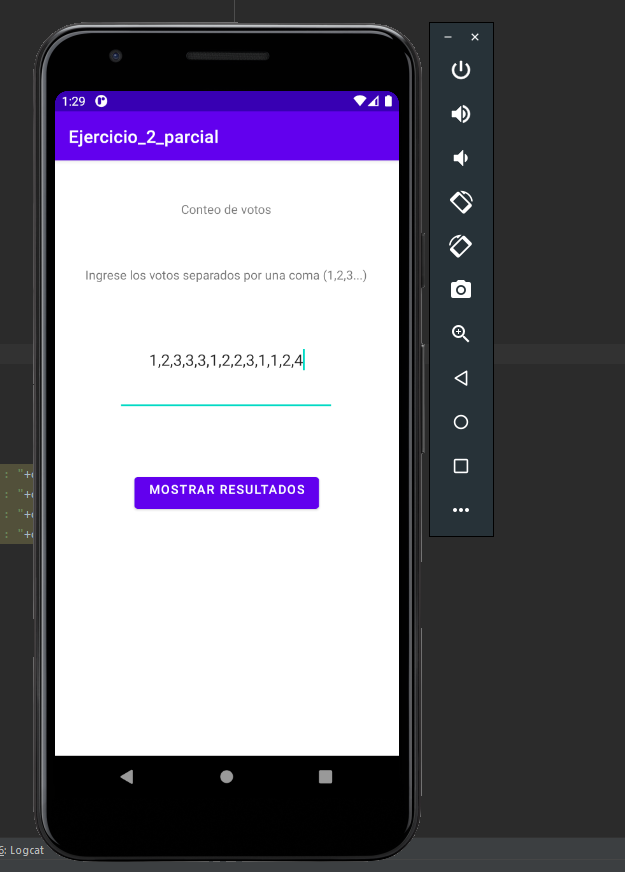 1:29
Ejercicio_2_parcial
Conteo de votos
Ingrese los votos separados por una coma (1,2,3...)
1,2,3,3,3,1,2,2,3,1,1,2,4
MOSTRAR RESULTADOS
: "+
: "+
: "+
: "+
6: Logcat